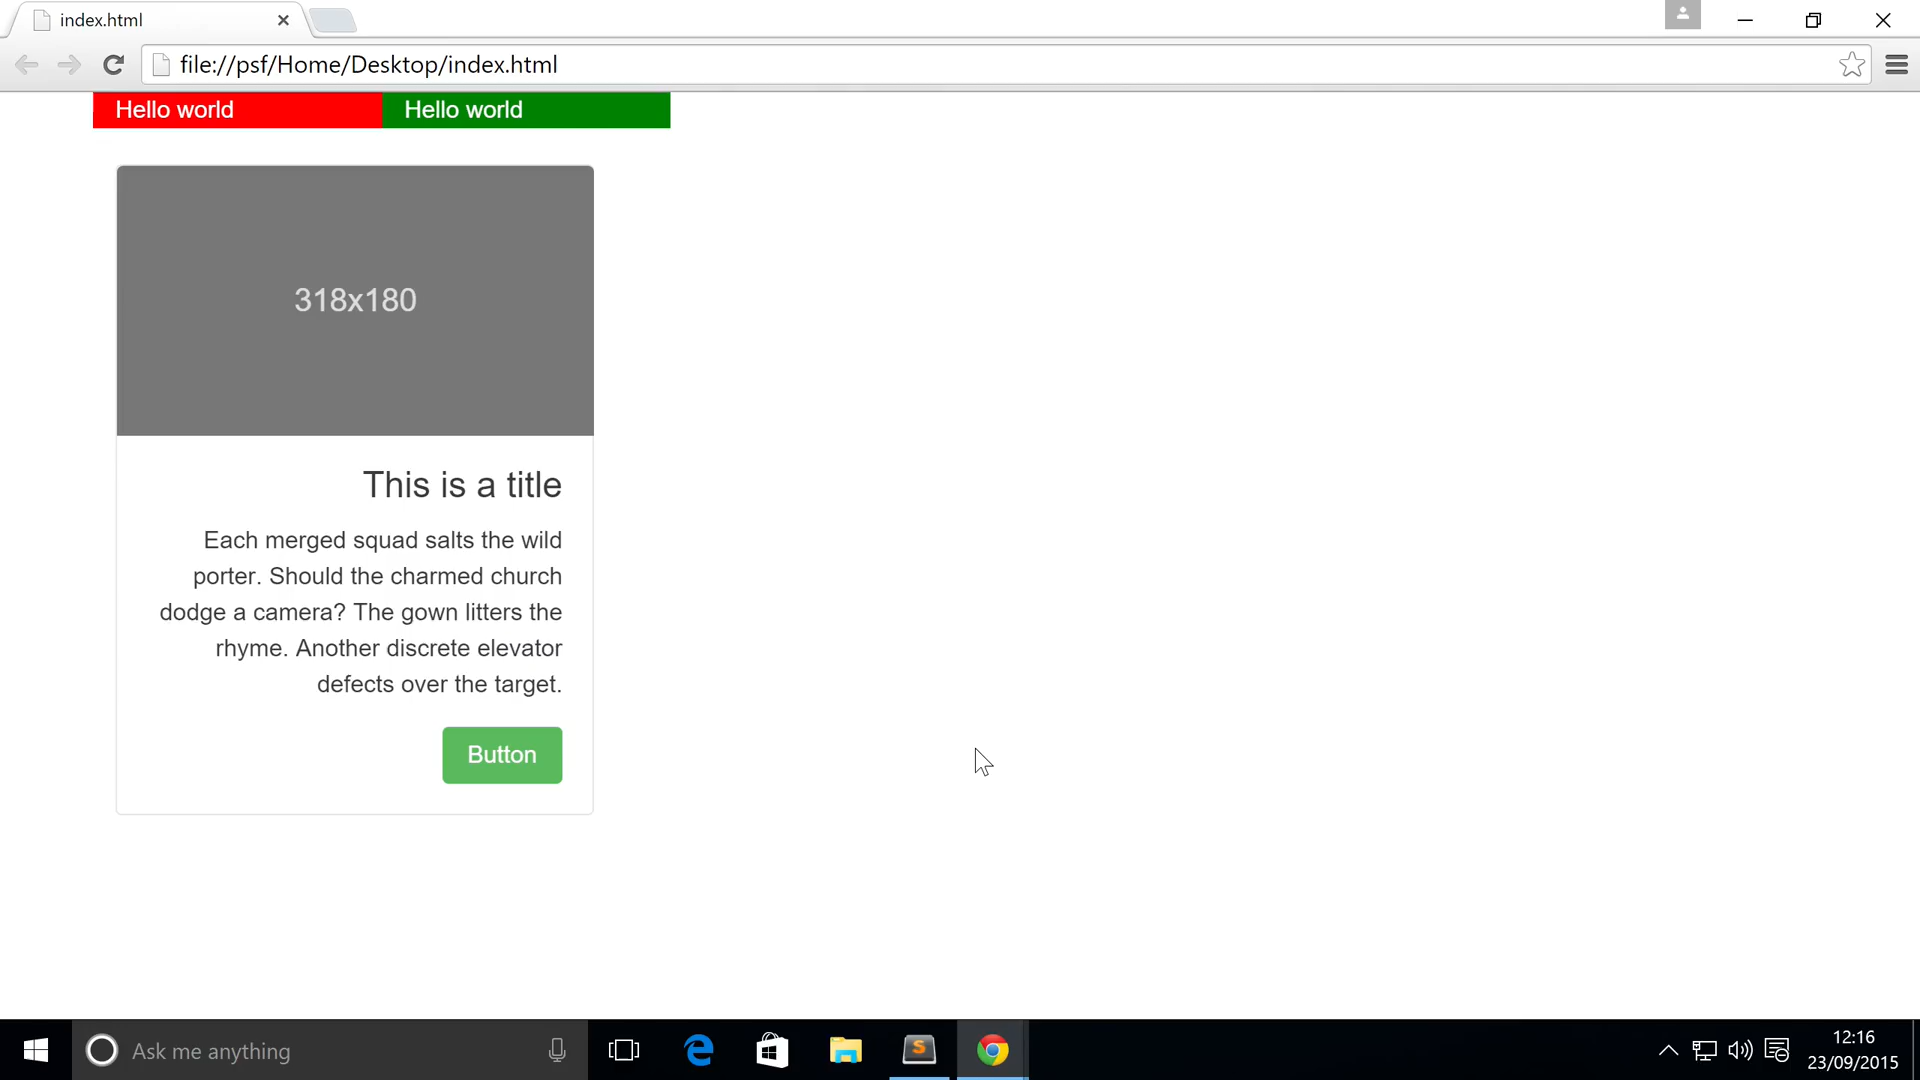 index.html
file://psf/Home/Desktop/index.html
Hello world Hello world
318x180
This is a title
Each merged squad salts the wild
porter. Should the charmed church
dodge a camera? The gown litters the
rhyme. Another discrete elevator
defects over the target.
Button
Ask me anything
S
12:16
23/09/2015